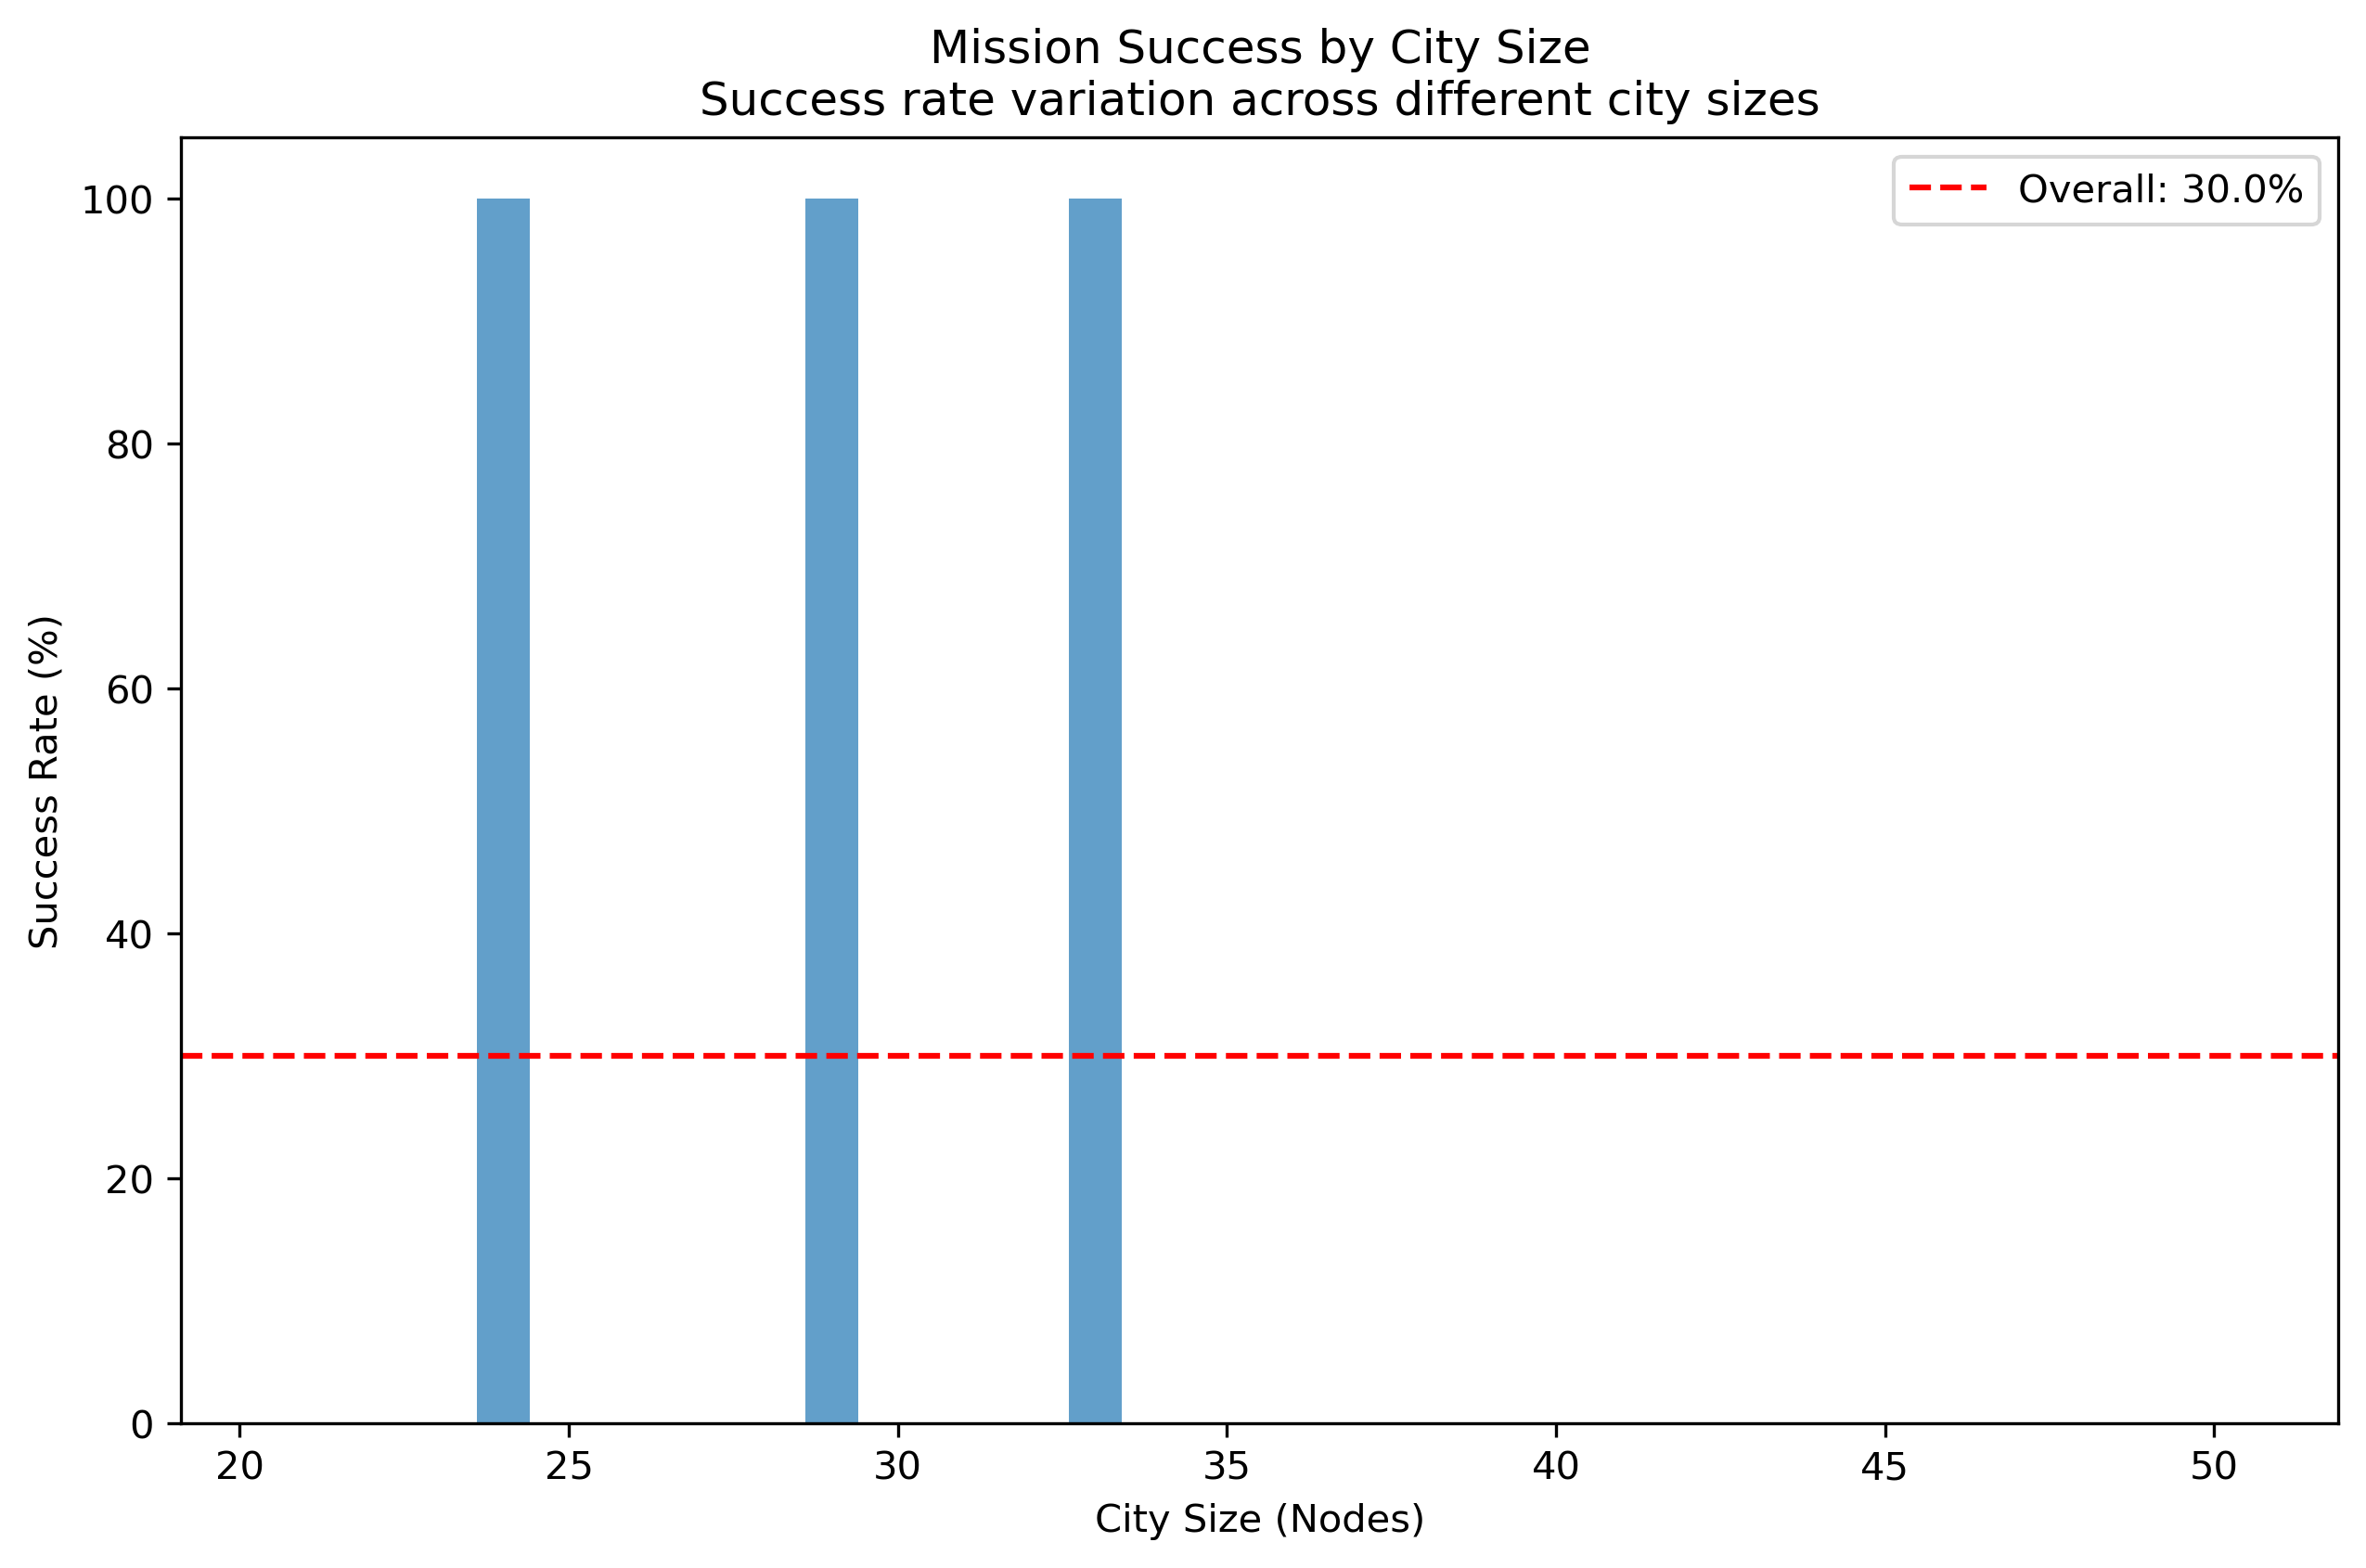 Mission Success by City Size
Success rate variation across different city sizes
Overall: 30.0%
Success Rate (%)
100
80
60
40
20
0
20 25 30 35 40 45 50
City Size (Nodes)